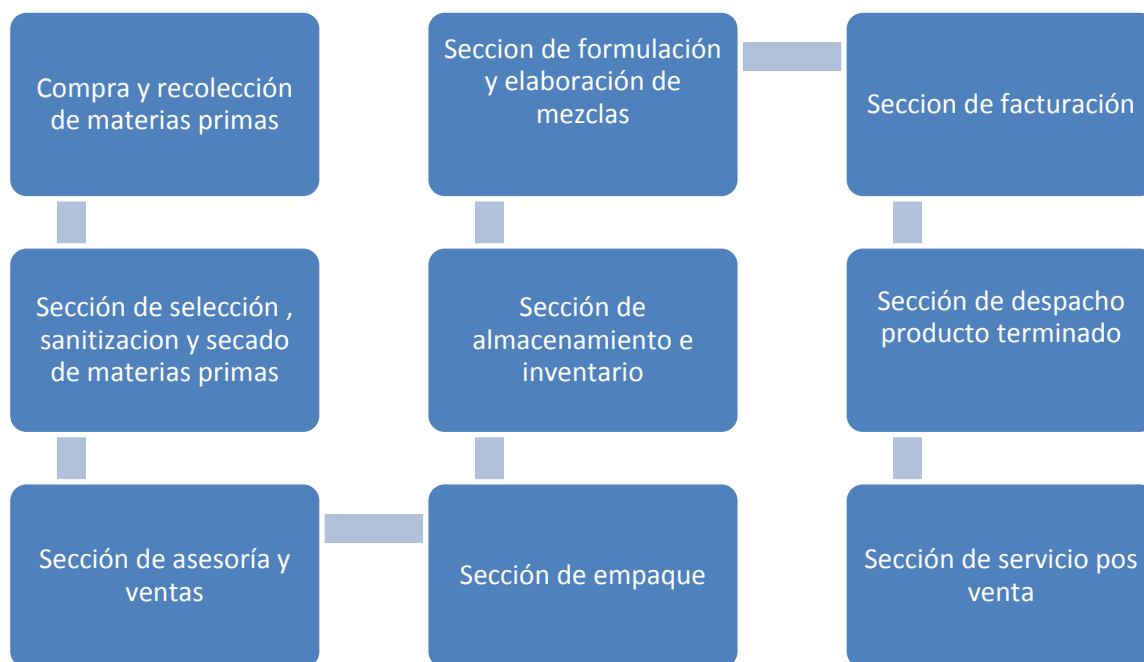 Compra y recolección
de materias primas
Sección de selección ,
sanitizacion y secado
de materias primas
Sección de asesoría y
ventas
Sección de empaque
Sección de
almacenamiento e
inventario
Seccion de formulación
y elaboración de
mezclas
Seccion de facturación
Sección de despacho
producto terminado
Sección de servicio pos
venta